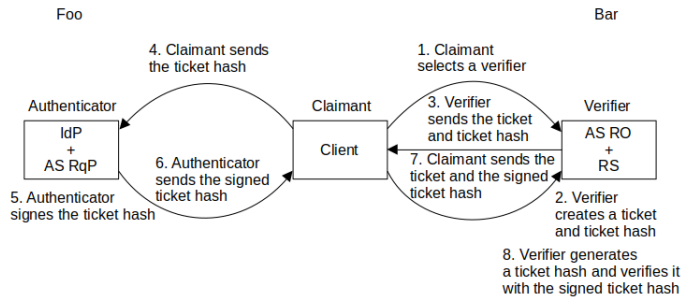 Foo
Bar
4. Claimant sends
the ticket hash
1. Claimant
selects a verifier
Authenticator
Claimant
Verifier
3. Verifier
sends the ticket
and ticket hash
IdP
+
AS RqP
Client
AS RO
+
RS
6. Authenticator
sends the signed
ticket hash
7. Claimant sends the
ticket and the signed
ticket hash
5. Authenticator
signes the ticket hash
2. Verifier
creates a ticket
and ticket hash
8. Verifier generates
a ticket hash and verifies it
with the signed ticket hash